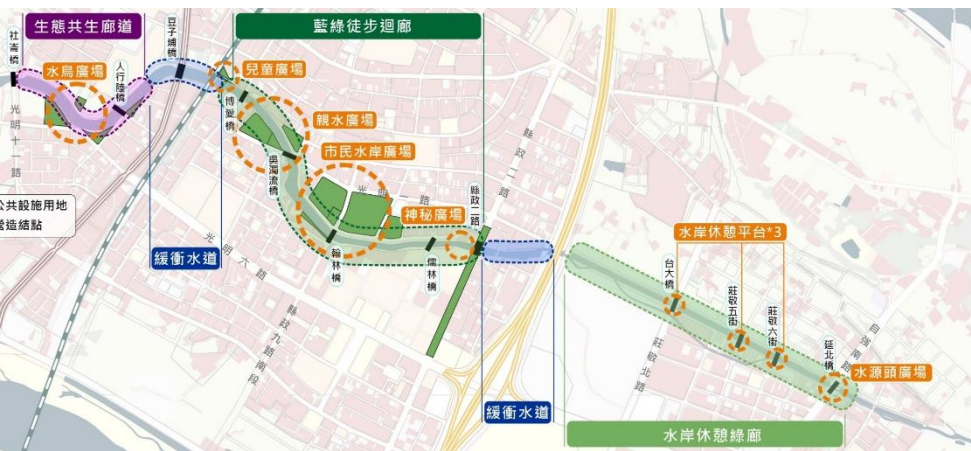 生態共生廊道
藍綠徒步迴廊
社崙橋
水鳥廣場
人行陸橋
豆子埔橋
兒童廣場
博愛橋
親水廣場
市民水岸廣場
吳濁流橋
光明十一路
縣政二路
光明一路
神秘廣場
縣政二路
公共設施用地
營造結點
緩衝水道
光明六路
翰林橋
儒林橋
縣政九路南段
水岸休憩平台*3
台大橋
莊敬五街
莊敬六街
自強南路
延北橋
水源頭廣場
莊敬北路
緩衝水道
水岸休憩綠廊